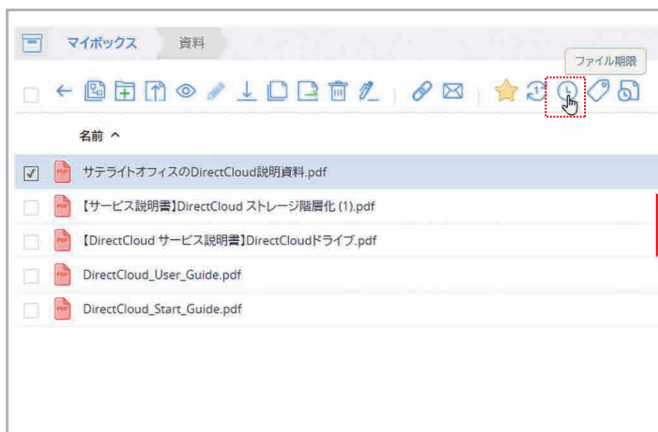 マイボックス 資料
ファイル期限
名前
サテライトオフィスのDirectCloud説明資料.pdf
【サービス説明書】DirectCloud ストレージ階層化 (1).pdf
【DirectCloud サービス説明書】DirectCloudドライブ.pdf
DirectCloud_User_Guide.pdf
DirectCloud_Start_Guide.pdf